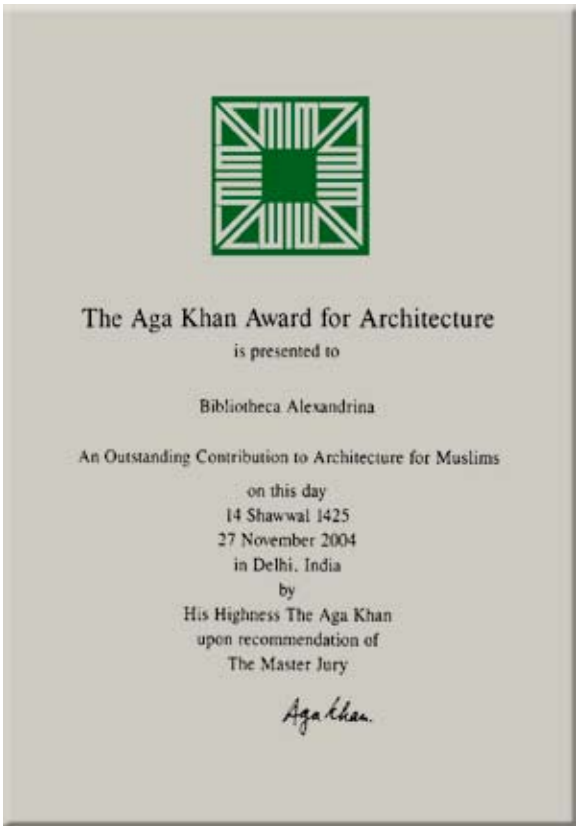 The Aga Khan Award for Architecture
is presented to
Bibliotheca Alexandrina
An Outstanding Contribution to Architecture for Muslims
on this day
14 Shawwal 1425
27 November 2004
in Delhi, India
by
His Highness The Aga Khan
upon recommendation of
The Master Jury
Aga Khan.